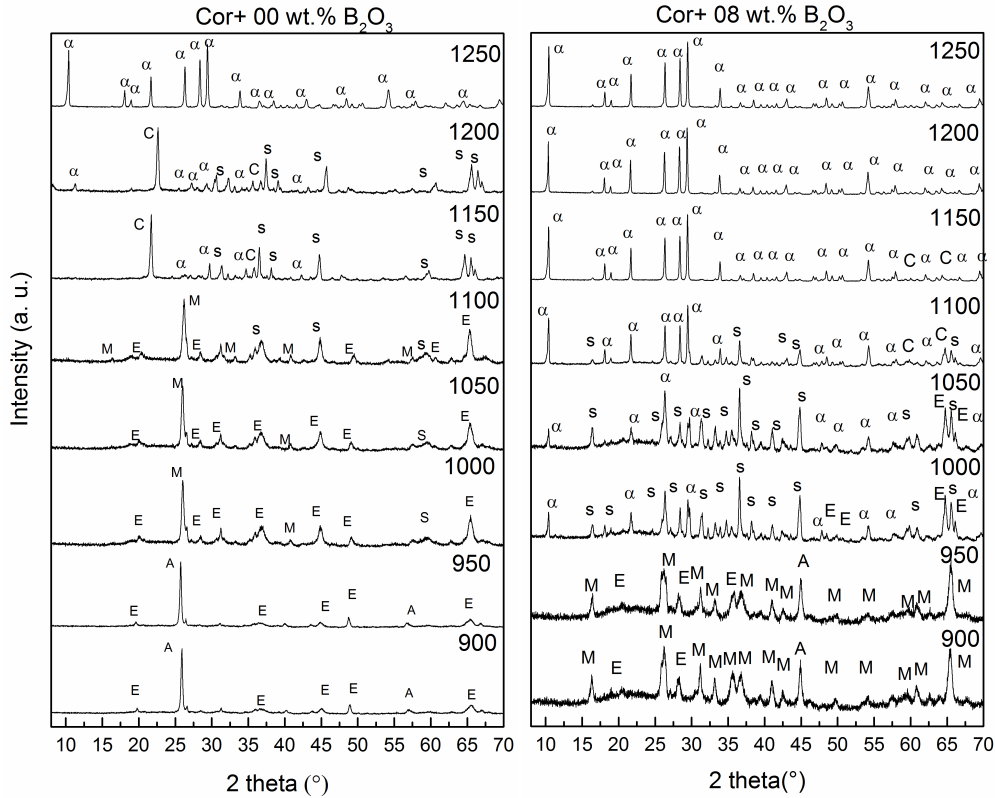 Cor+ 00 wt.% B₂O₃
α α α α α α α α α α α α α α α 1250
α C α α α s α C s s α s s s s 1200
C α α s α C s s α s s s s 1150
M E M E M s M s E M s E E 1100
E M E E E M E E S E 1050
E M E E E M E E S E 1000
E A E E E A E 950
E A E E E A E 900
10 15 20 25 30 35 40 45 50 55 60 65 70
2 theta (°)
Intensity (a. u.)
Cor+ 08 wt.% B₂O₃
α α α α α α α α α α α α α α α α α α α 1250
α α α α α α α α α α α α α α α α α α α 1200
α α α α α α α α α α α α α α α C α C α α 1150
α s α α α α α s s s α α α C α C s α 1100
α s α s α s α s s s s s α α α s E s E α 1050
α s s α s s α s s s s s α E E α α s E s E α 1000
M E M E M M E M M M A M M M M M 950
M E M E M M M M M M A M M M M M 900
10 15 20 25 30 35 40 45 50 55 60 65 70
2 theta(°)